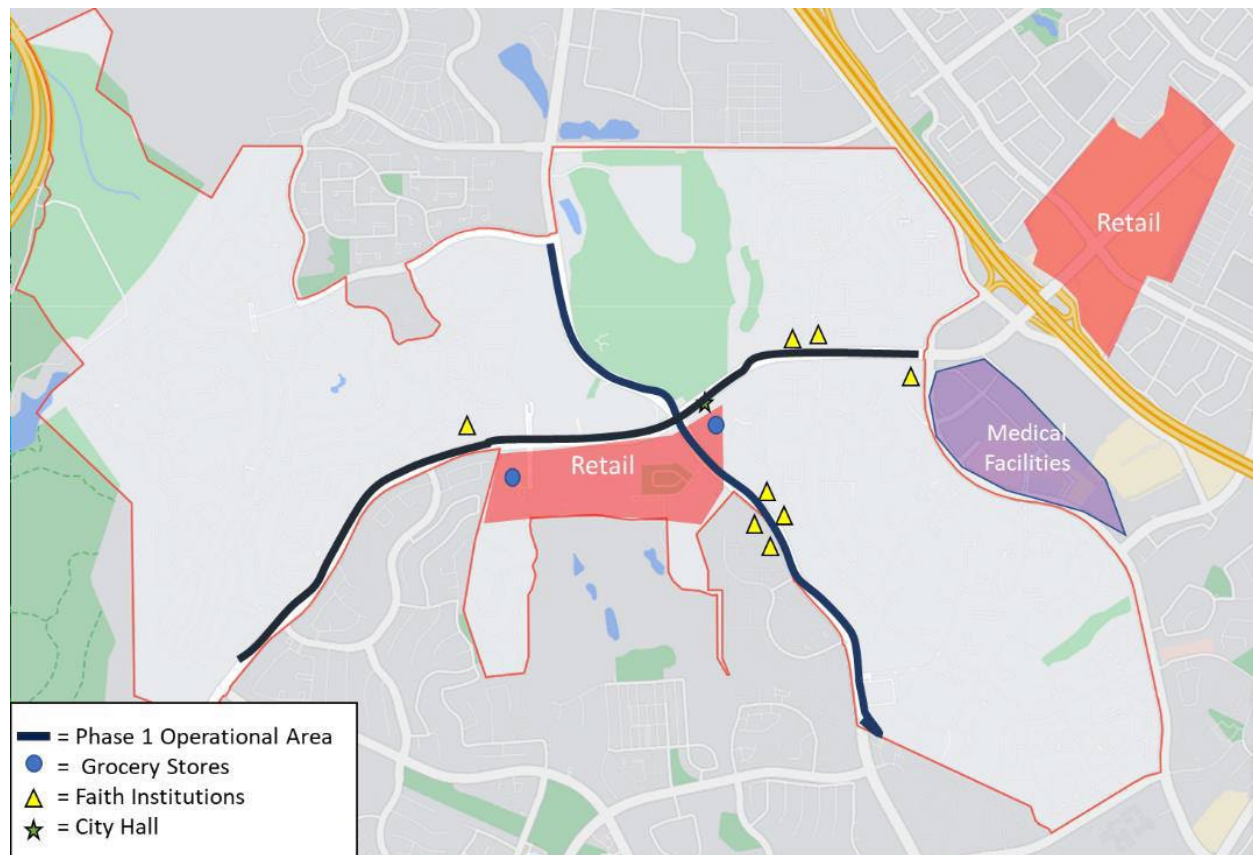 Retail
Retail
Medical
Facilities
= Phase 1 Operational Area
= Grocery Stores
= Faith Institutions
= City Hall